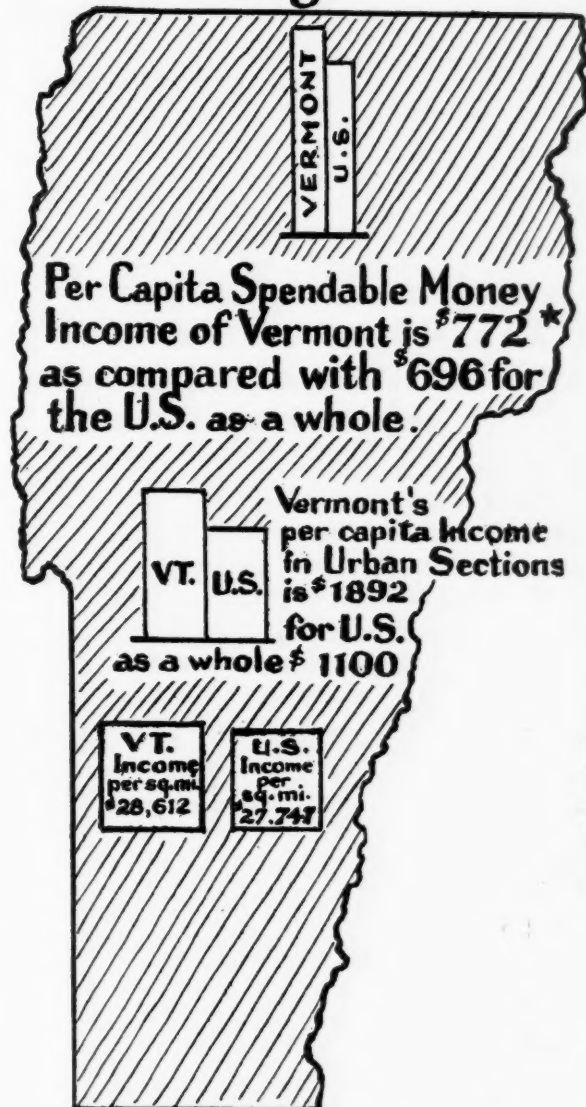 VERMONT
U.S.
Per Capita Spendable Money
Income of Vermont is $772*
as compared with $696 for
the U.S. as a whole.
VT.
U.S.
Vermont's
per capita Income
in Urban Sections
is $1892
for U.S.
as a whole $ 1100
VT.
Income
per sq. mi.
$28,612
U.S.
Income
per
sq. mi.
$27,747